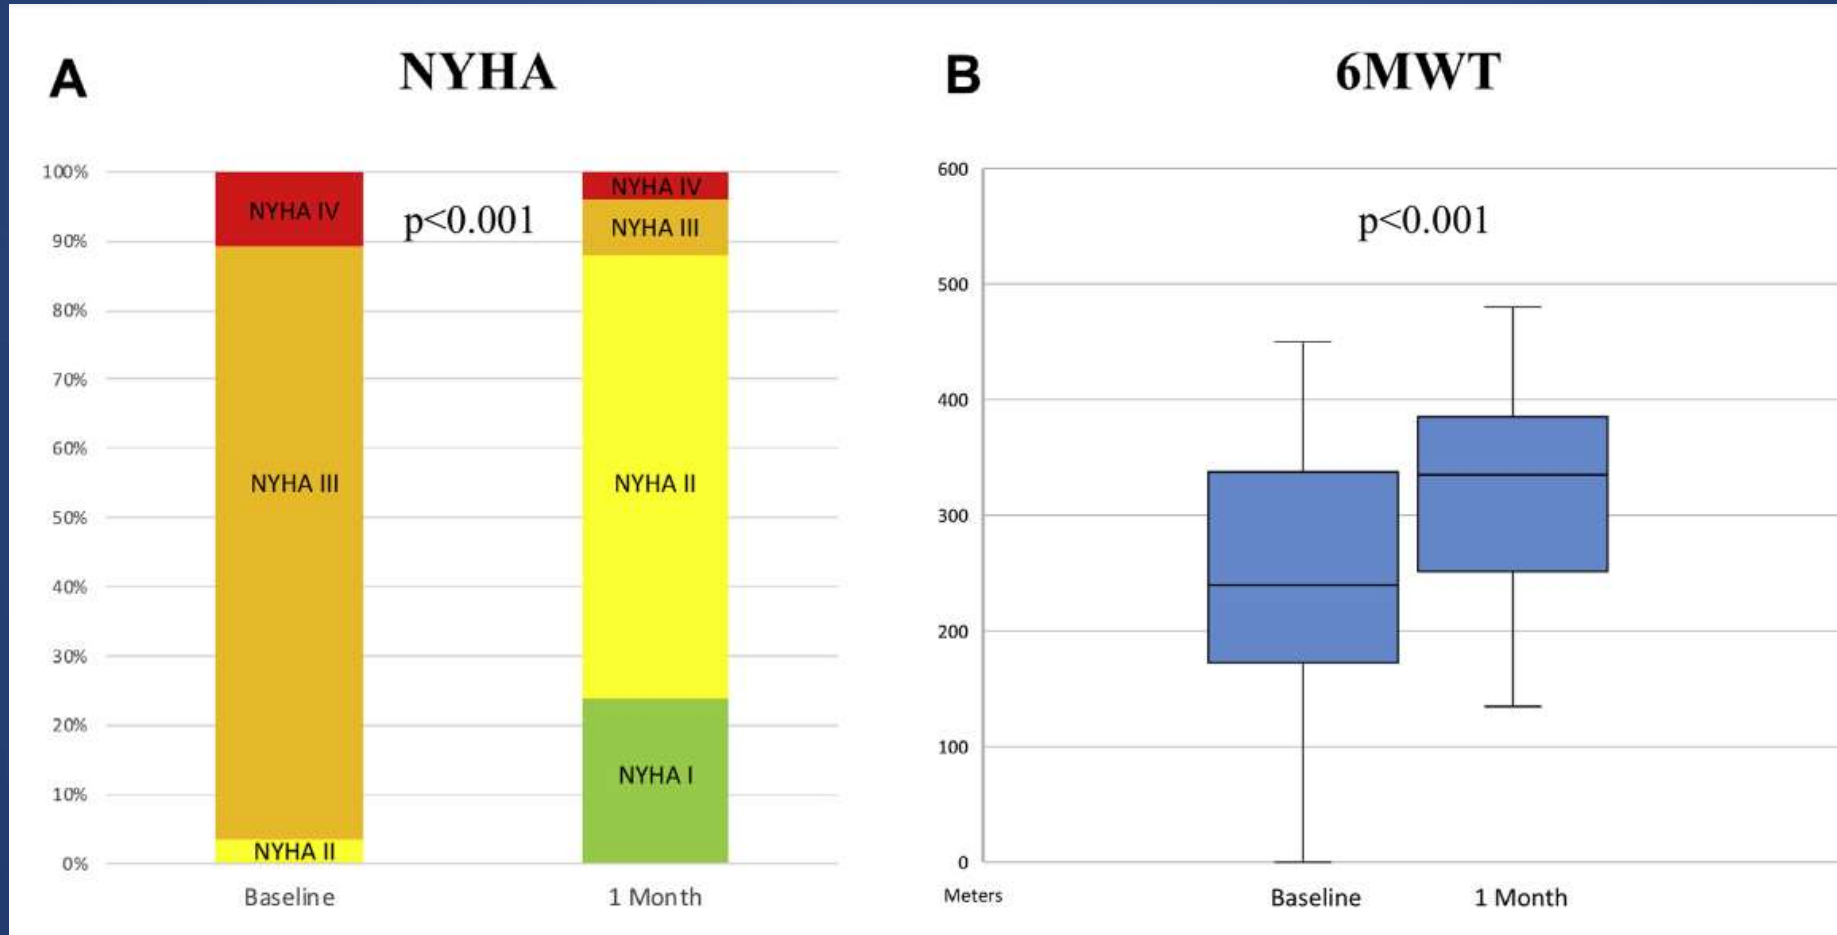 A
NYHA
100%
90%
80%
70%
60%
50%
40%
30%
20%
10%
0%
NYHA IV
NYHA III
NYHA II
p<0.001
NYHA IV
NYHA III
NYHA II
NYHA I
Baseline
1 Month
B
6MWT
600
500
400
300
200
100
0
p<0.001
Meters
Baseline
1 Month